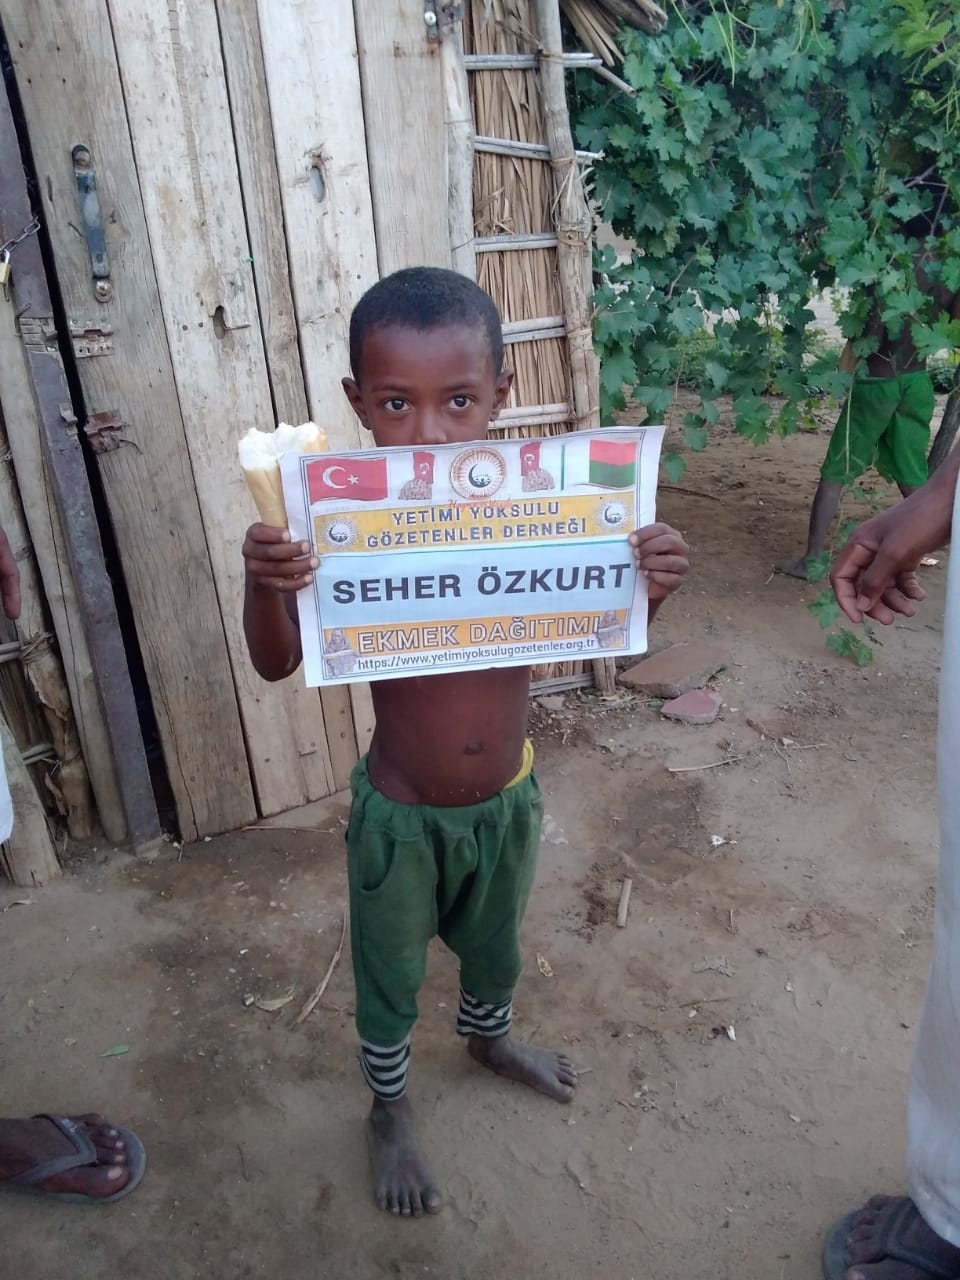 YETİMİ YOKSULU
GÖZETENLER DERNEĞİ
SEHER ÖZKURT
EKMEK DAĞITIMI
https://www.yetimiyoksulugozetenler.org.tr